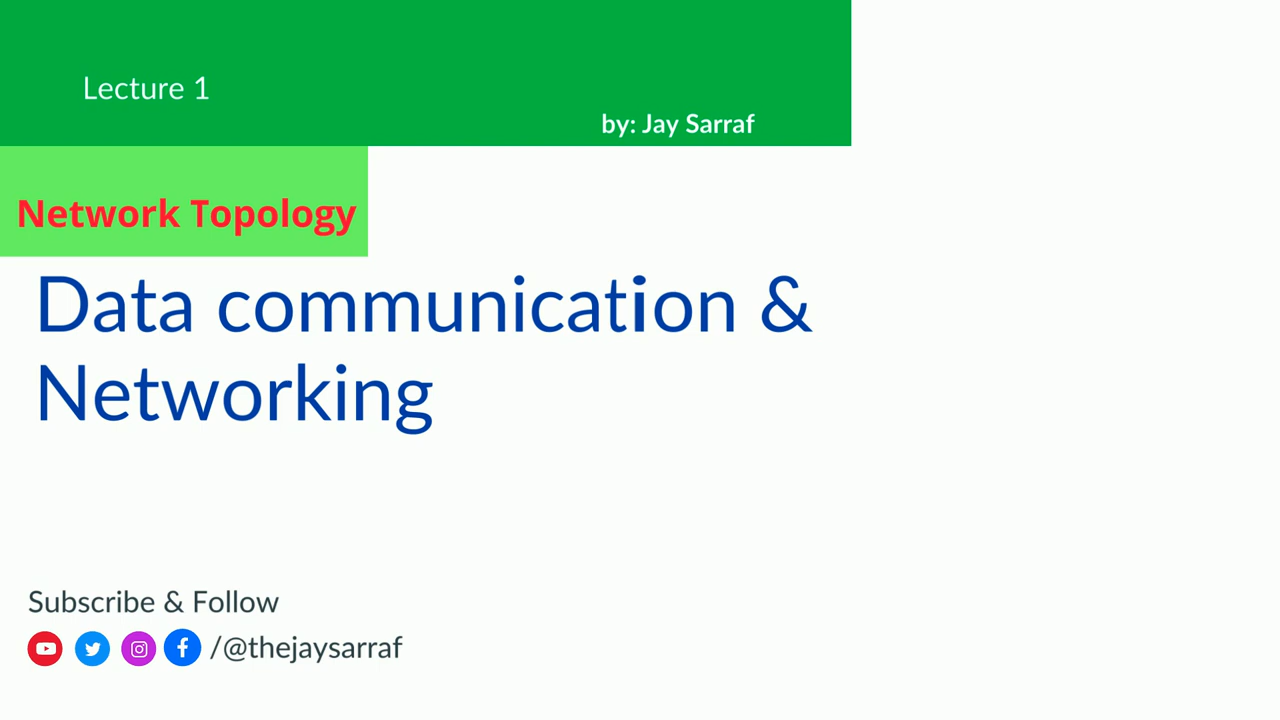 Lecture 1
by: Jay Sarraf
Network Topology
Data communication &
Networking
Subscribe & Follow
/@thejaysarraf